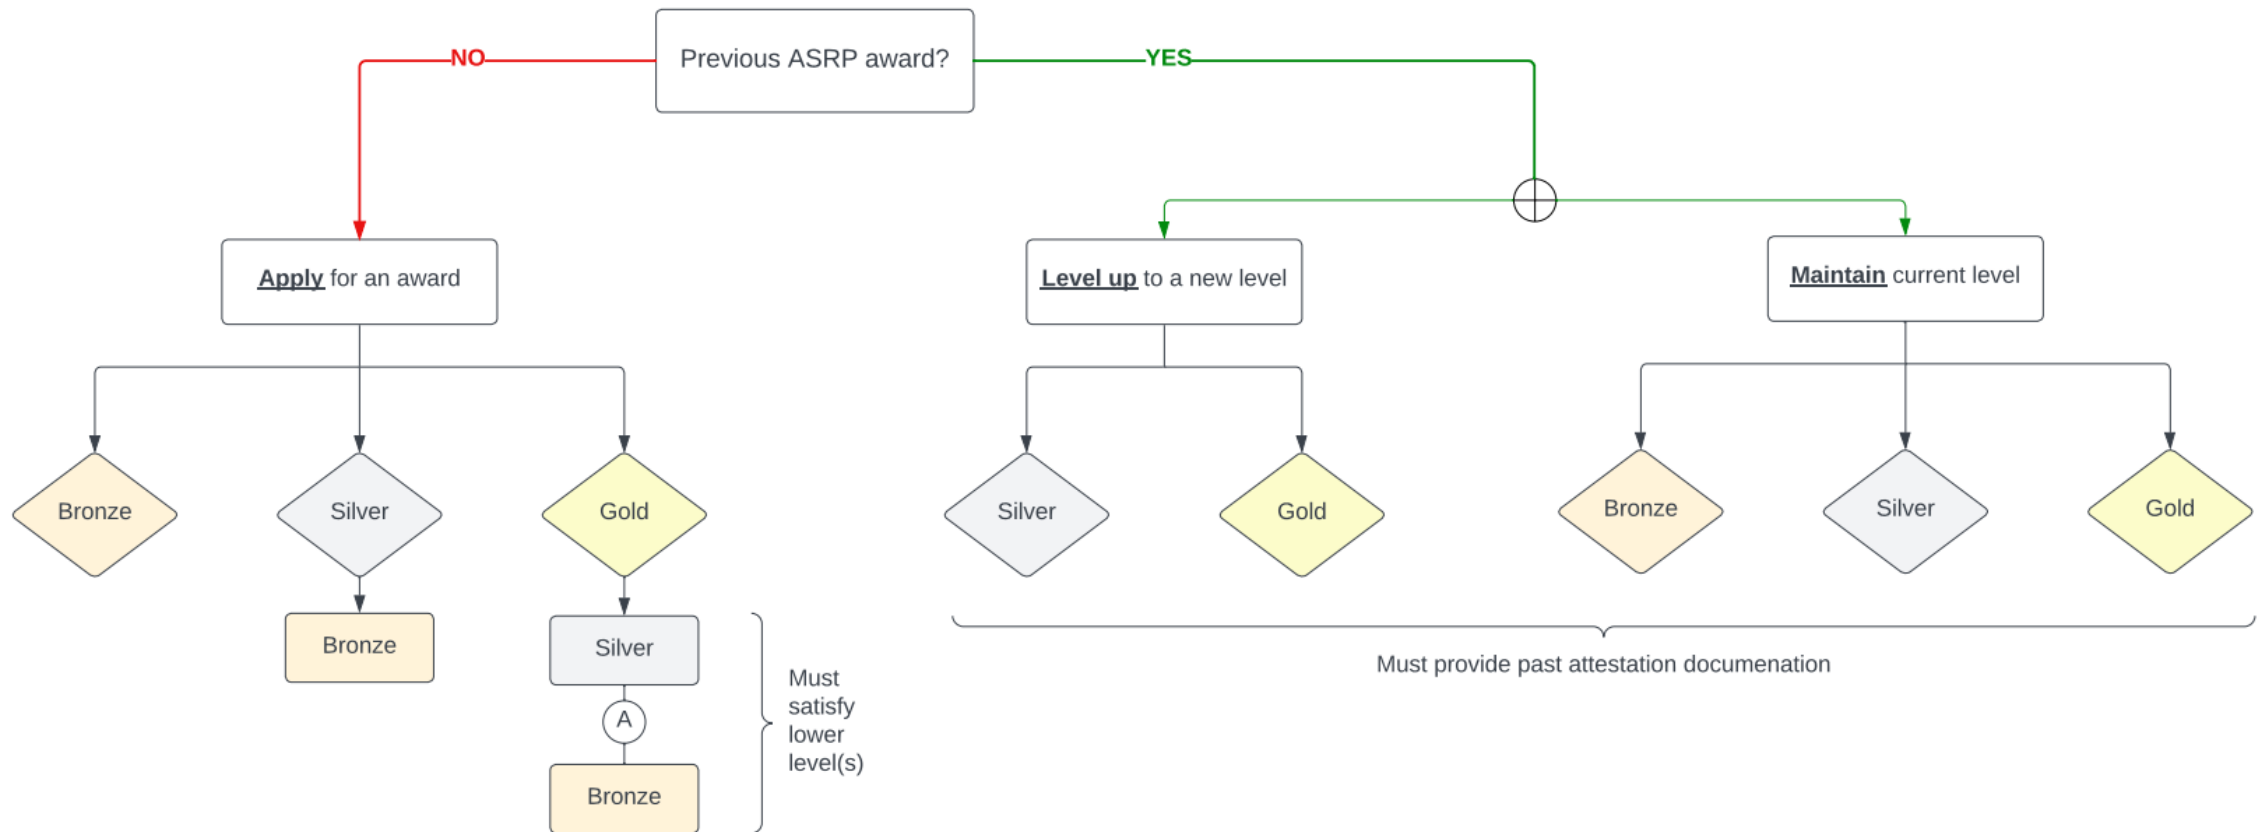 Previous ASRP award?
NO
YES
Apply for an award
Level up to a new level
Maintain current level
Bronze
Silver
Gold
Silver
Gold
Bronze
Silver
Gold
Bronze
Silver
A
Bronze
Must
satisfy
lower
level(s)
Must provide past attestation documenation